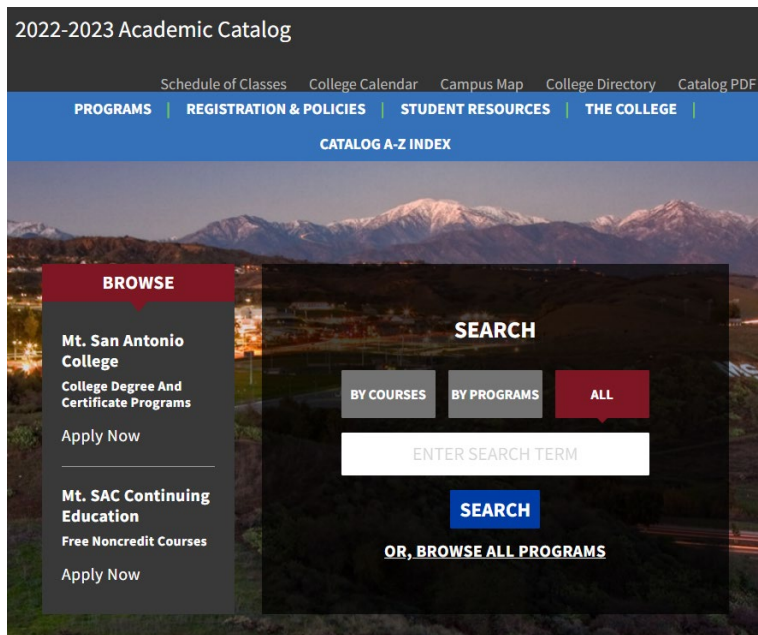 2022-2023 Academic Catalog
Schedule of Classes College Calendar Campus Map College Directory Catalog PDF
PROGRAMS | REGISTRATION & POLICIES | STUDENT RESOURCES | THE COLLEGE |
CATALOG A-Z INDEX
BROWSE
Mt. San Antonio
College
College Degree And
Certificate Programs
Apply Now
Mt. SAC Continuing
Education
Free Noncredit Courses
Apply Now
SEARCH
BY COURSES BY PROGRAMS ALL
ENTER SEARCH TERM
SEARCH
OR, BROWSE ALL PROGRAMS